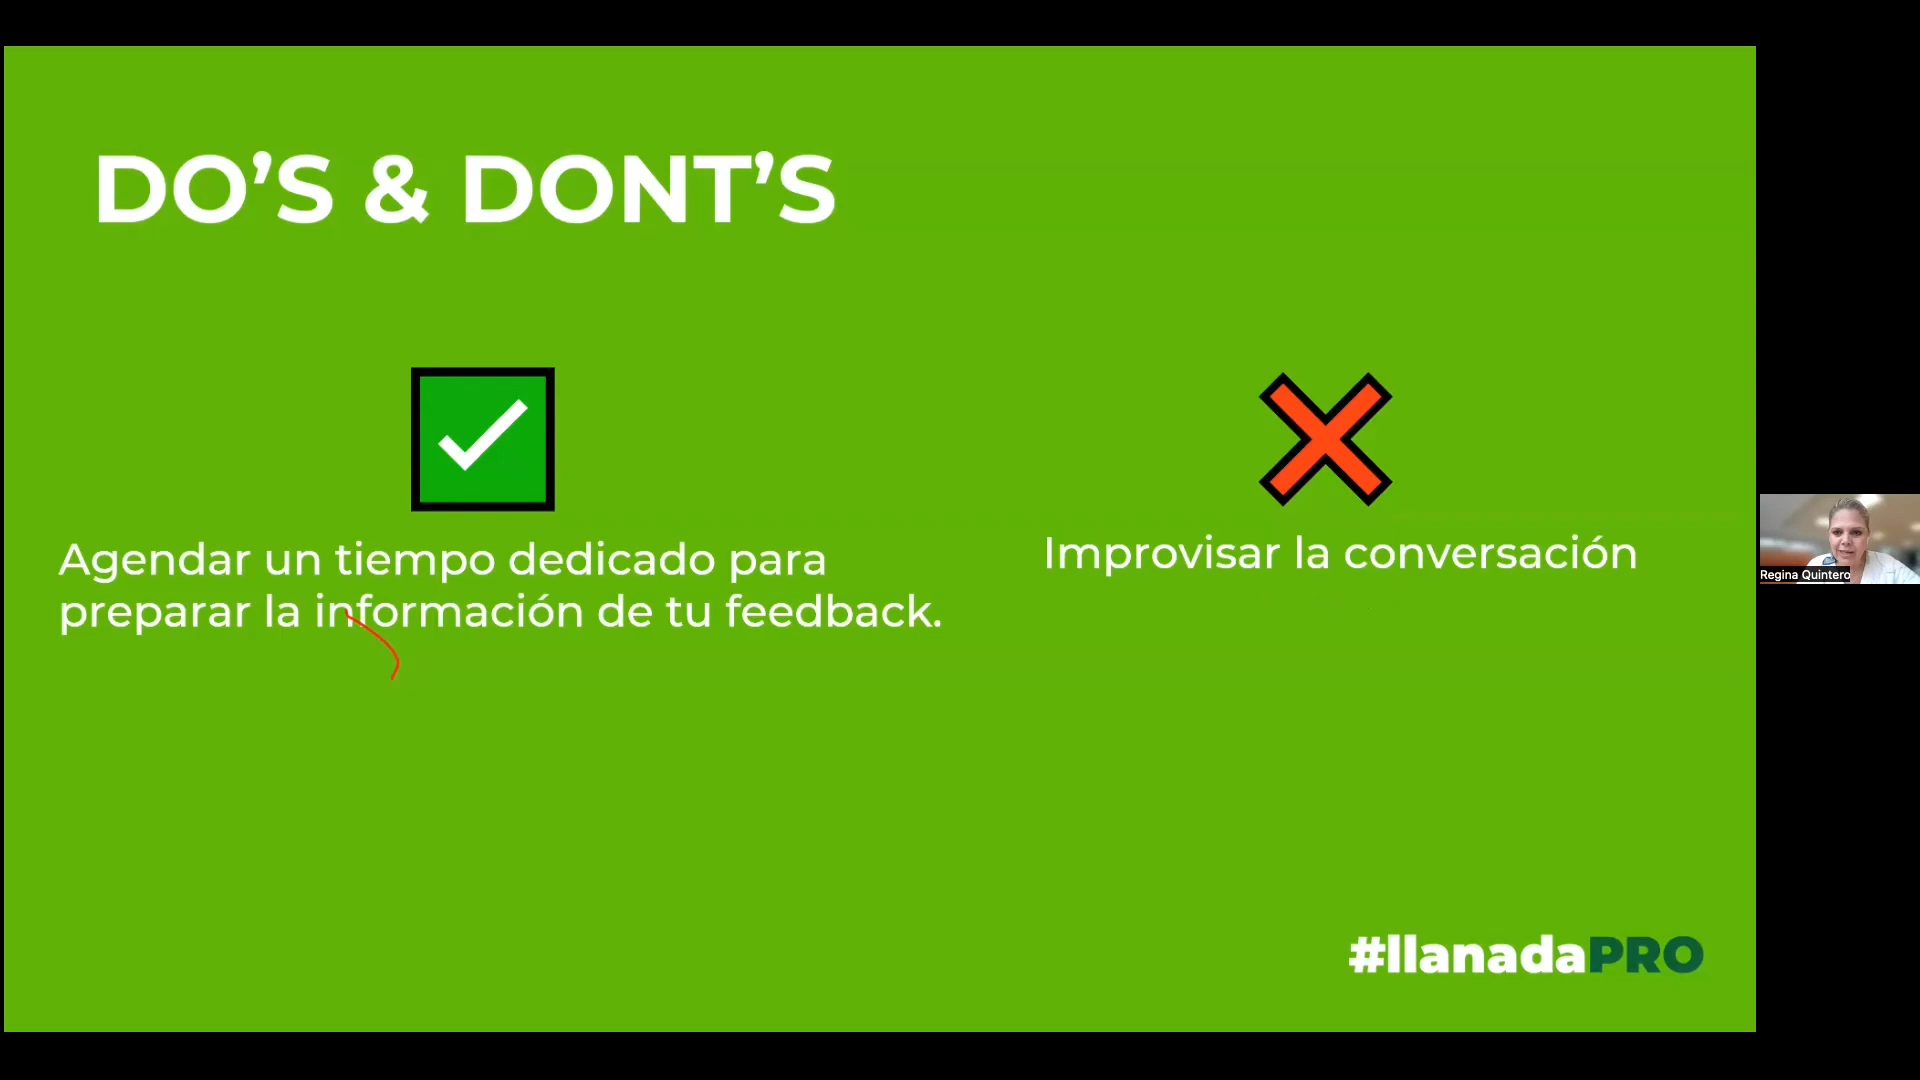 DO’S & DONT’S
Agendar un tiempo dedicado para
preparar la información de tu feedback.
Improvisar la conversación
Regina Quintero
#llanadaPRO